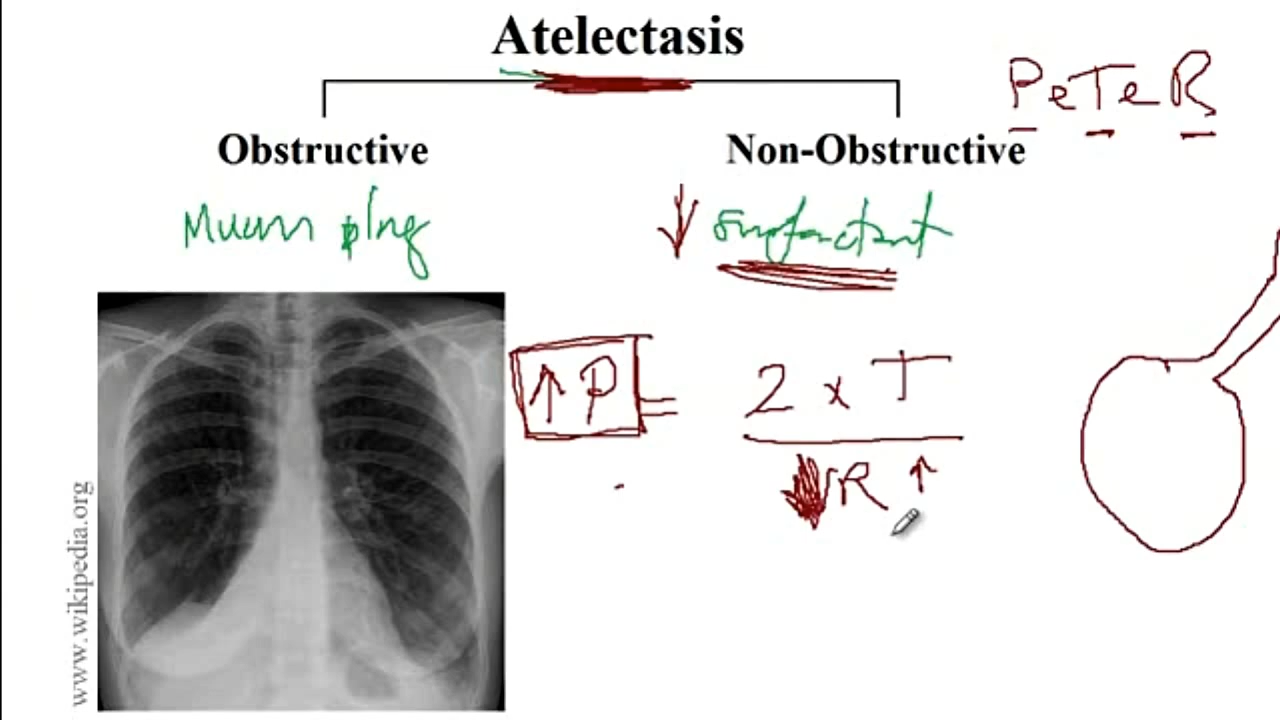 Atelectasis
PeTeR
Obstructive
Non-Obstructive
Mucus plug
↓ surfactant
↑ P = 2 x T
R ↑
www.wikipedia.org